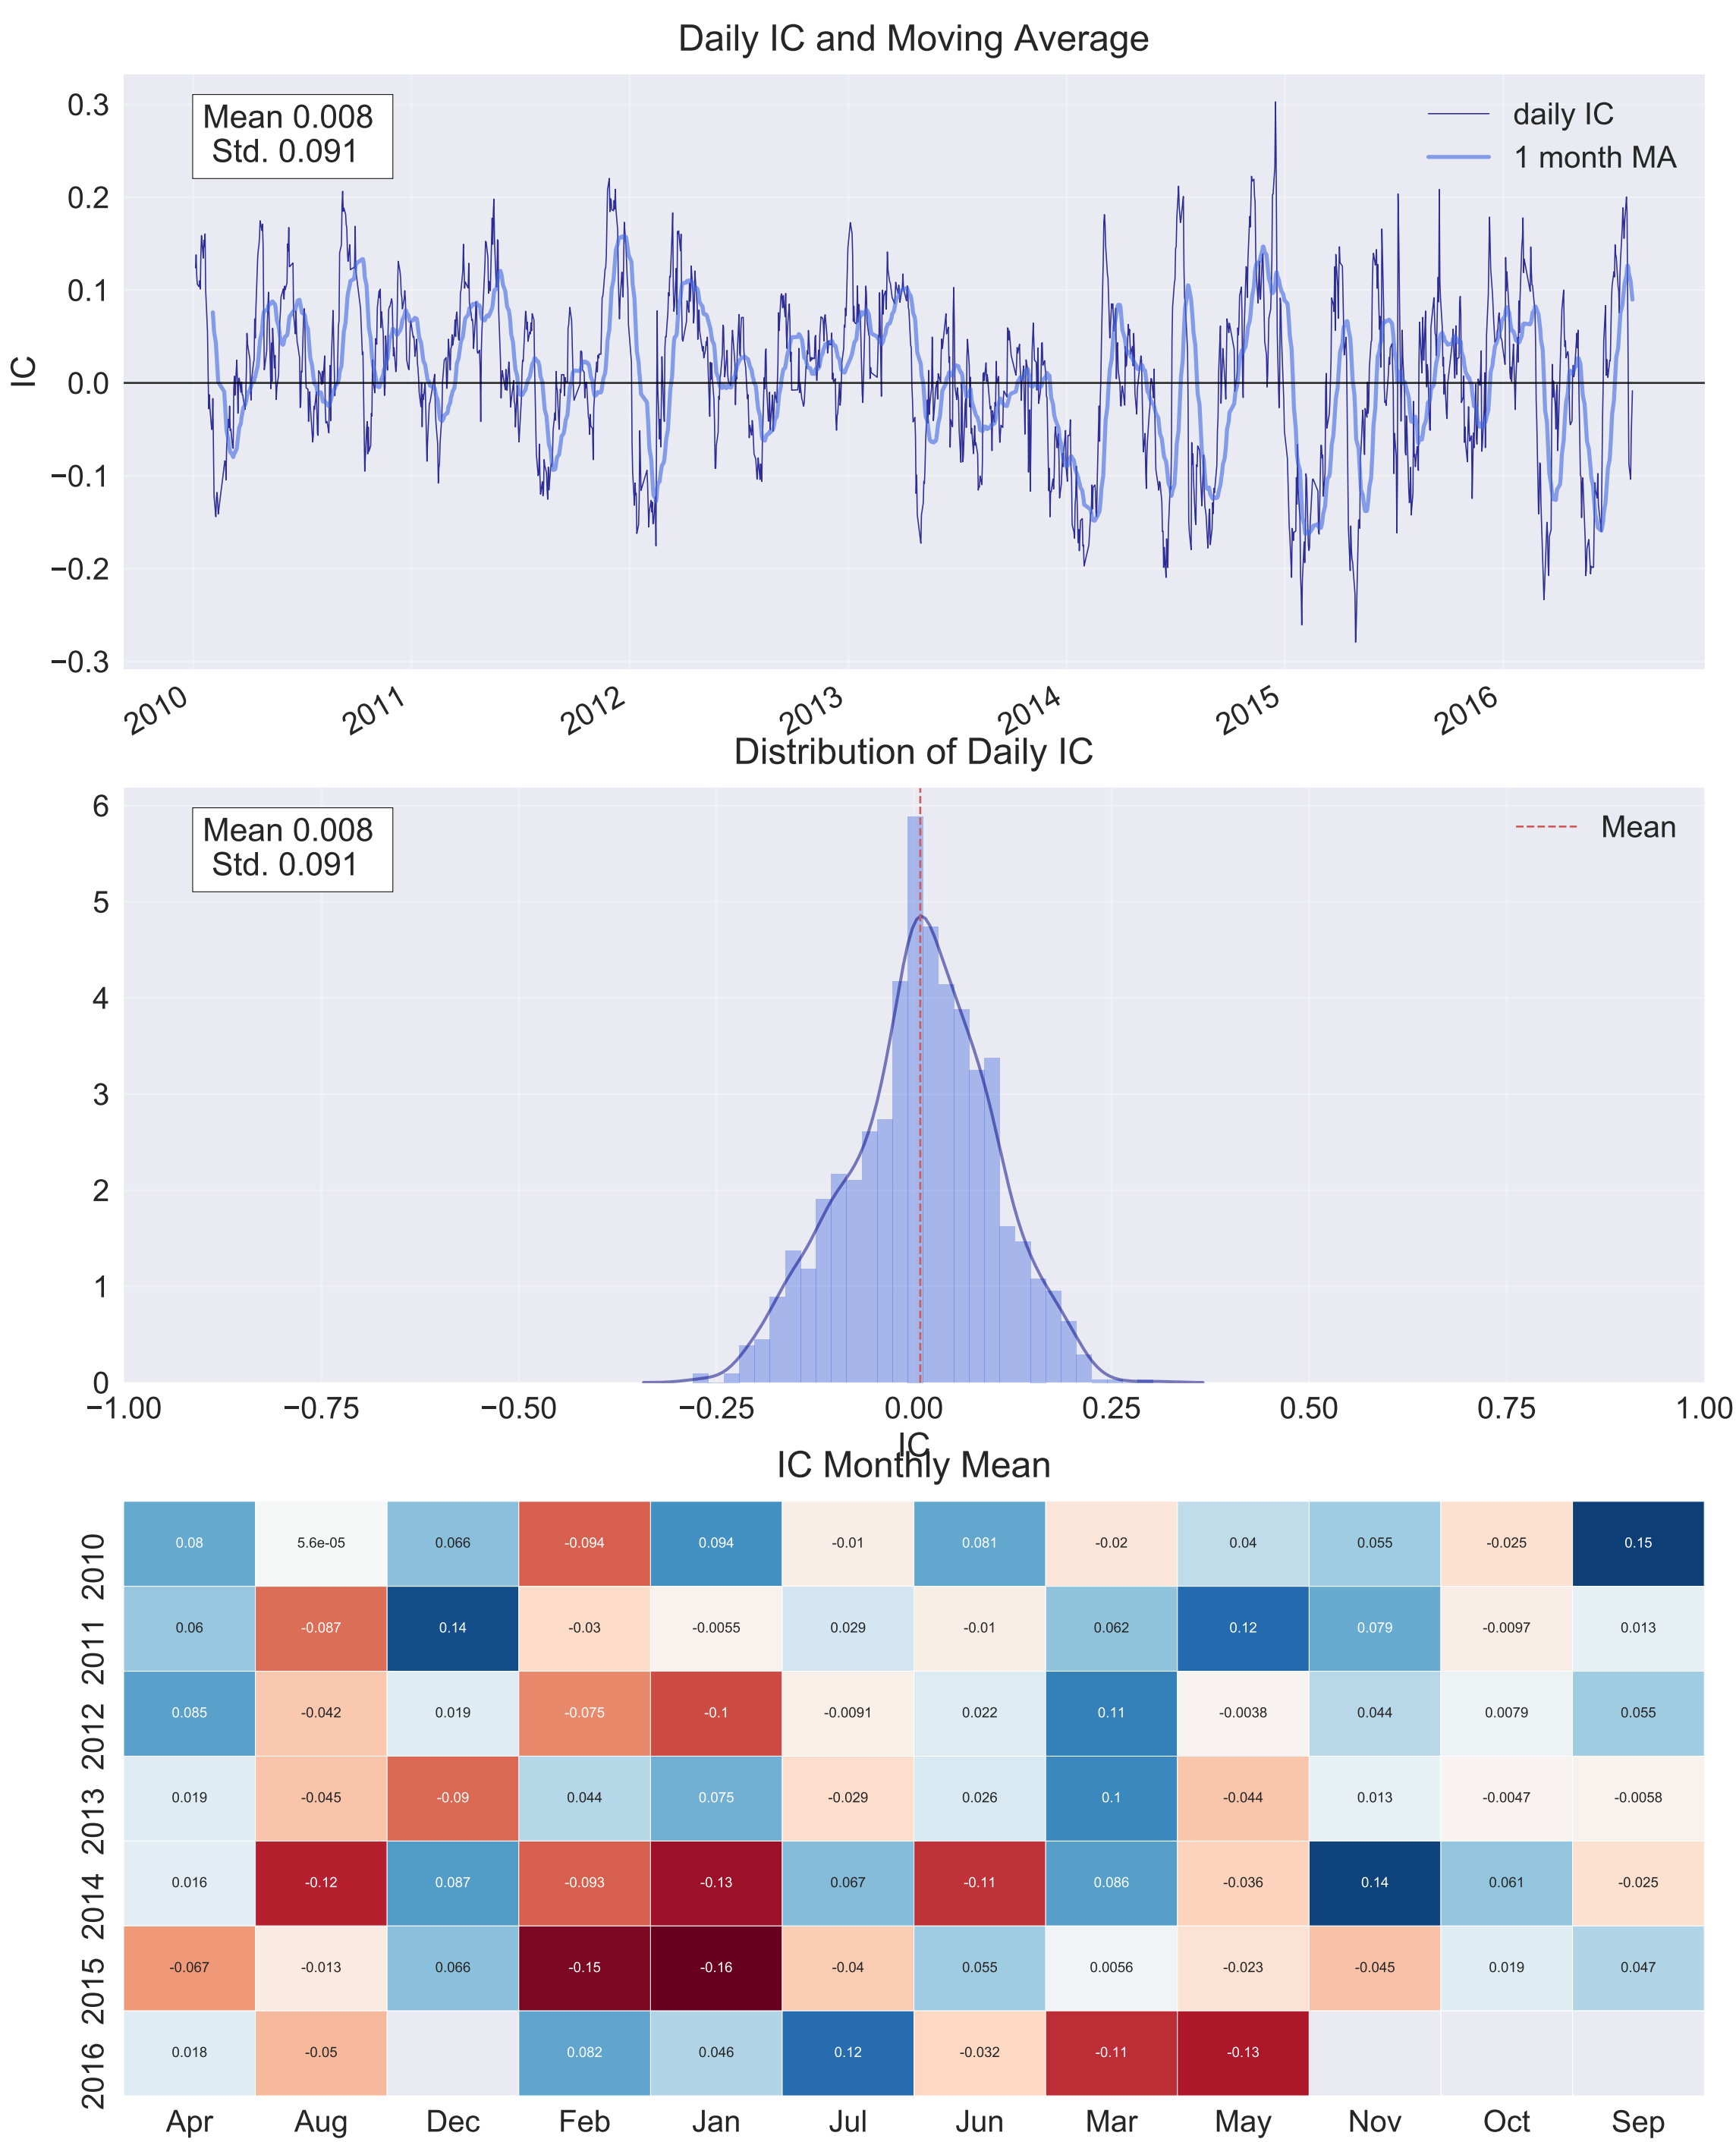 Daily IC and Moving Average
Mean 0.008
Std. 0.091
daily IC
1 month MA
IC
0.3
0.2
0.1
0.0
−0.1
−0.2
−0.3
2010 2011 2012 2013 2014 2015 2016
Distribution of Daily IC
Mean 0.008
Std. 0.091
Mean
6
5
4
3
2
1
0
−1.00 −0.75 −0.50 −0.25 0.00 0.25 0.50 0.75 1.00
IC
IC Monthly Mean
2010 0.08 5.6e-05 0.066 -0.094 0.094 -0.01 0.081 -0.02 0.04 0.055 -0.025 0.15
2011 0.06 -0.087 0.14 -0.03 -0.0055 0.029 -0.01 0.062 0.12 0.079 -0.0097 0.013
2012 0.085 -0.042 0.019 -0.075 -0.1 -0.0091 0.022 0.11 -0.0038 0.044 0.0079 0.055
2013 0.019 -0.045 -0.09 0.044 0.075 -0.029 0.026 0.1 -0.044 0.013 -0.0047 -0.0058
2014 0.016 -0.12 0.087 -0.093 -0.13 0.067 -0.11 0.086 -0.036 0.14 0.061 -0.025
2015 -0.067 -0.013 0.066 -0.15 -0.16 -0.04 0.055 0.0056 -0.023 -0.045 0.019 0.047
2016 0.018 -0.05 0.082 0.046 0.12 -0.032 -0.11 -0.13
Apr Aug Dec Feb Jan Jul Jun Mar May Nov Oct Sep